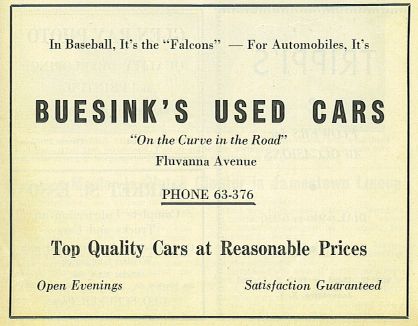 In Baseball, It's the "Falcons" — For Automobiles, It's
BUESINK'S USED CARS
"On the Curve in the Road"
Fluvanna Avenue
PHONE 63-376
Top Quality Cars at Reasonable Prices
Open Evenings Satisfaction Guaranteed